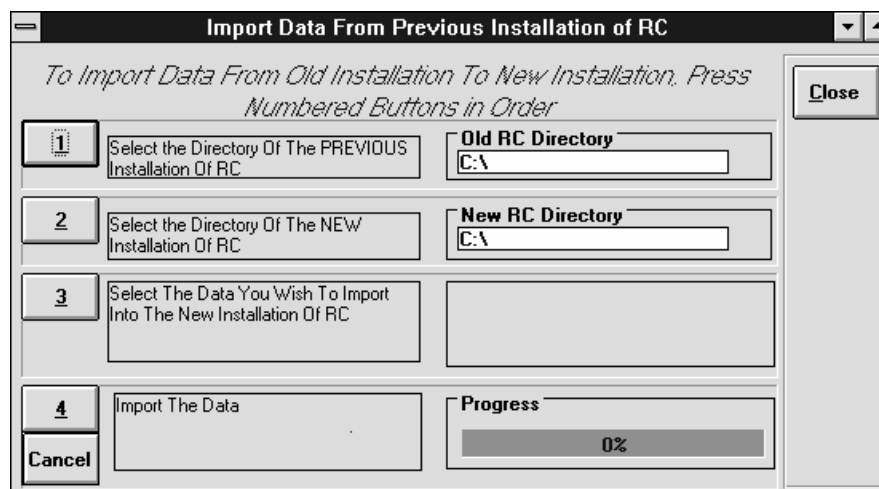 Import Data From Previous Installation of RC
To Import Data From Old Installation To New Installation, Press
Numbered Buttons in Order
Close
1
Select the Directory Of The PREVIOUS
Installation Of RC
Old RC Directory
C:\
2
Select the Directory Of The NEW
Installation Of RC
New RC Directory
C:\
3
Select The Data You Wish To Import
Into The New Installation Of RC
4
Import The Data
Progress
0%
Cancel